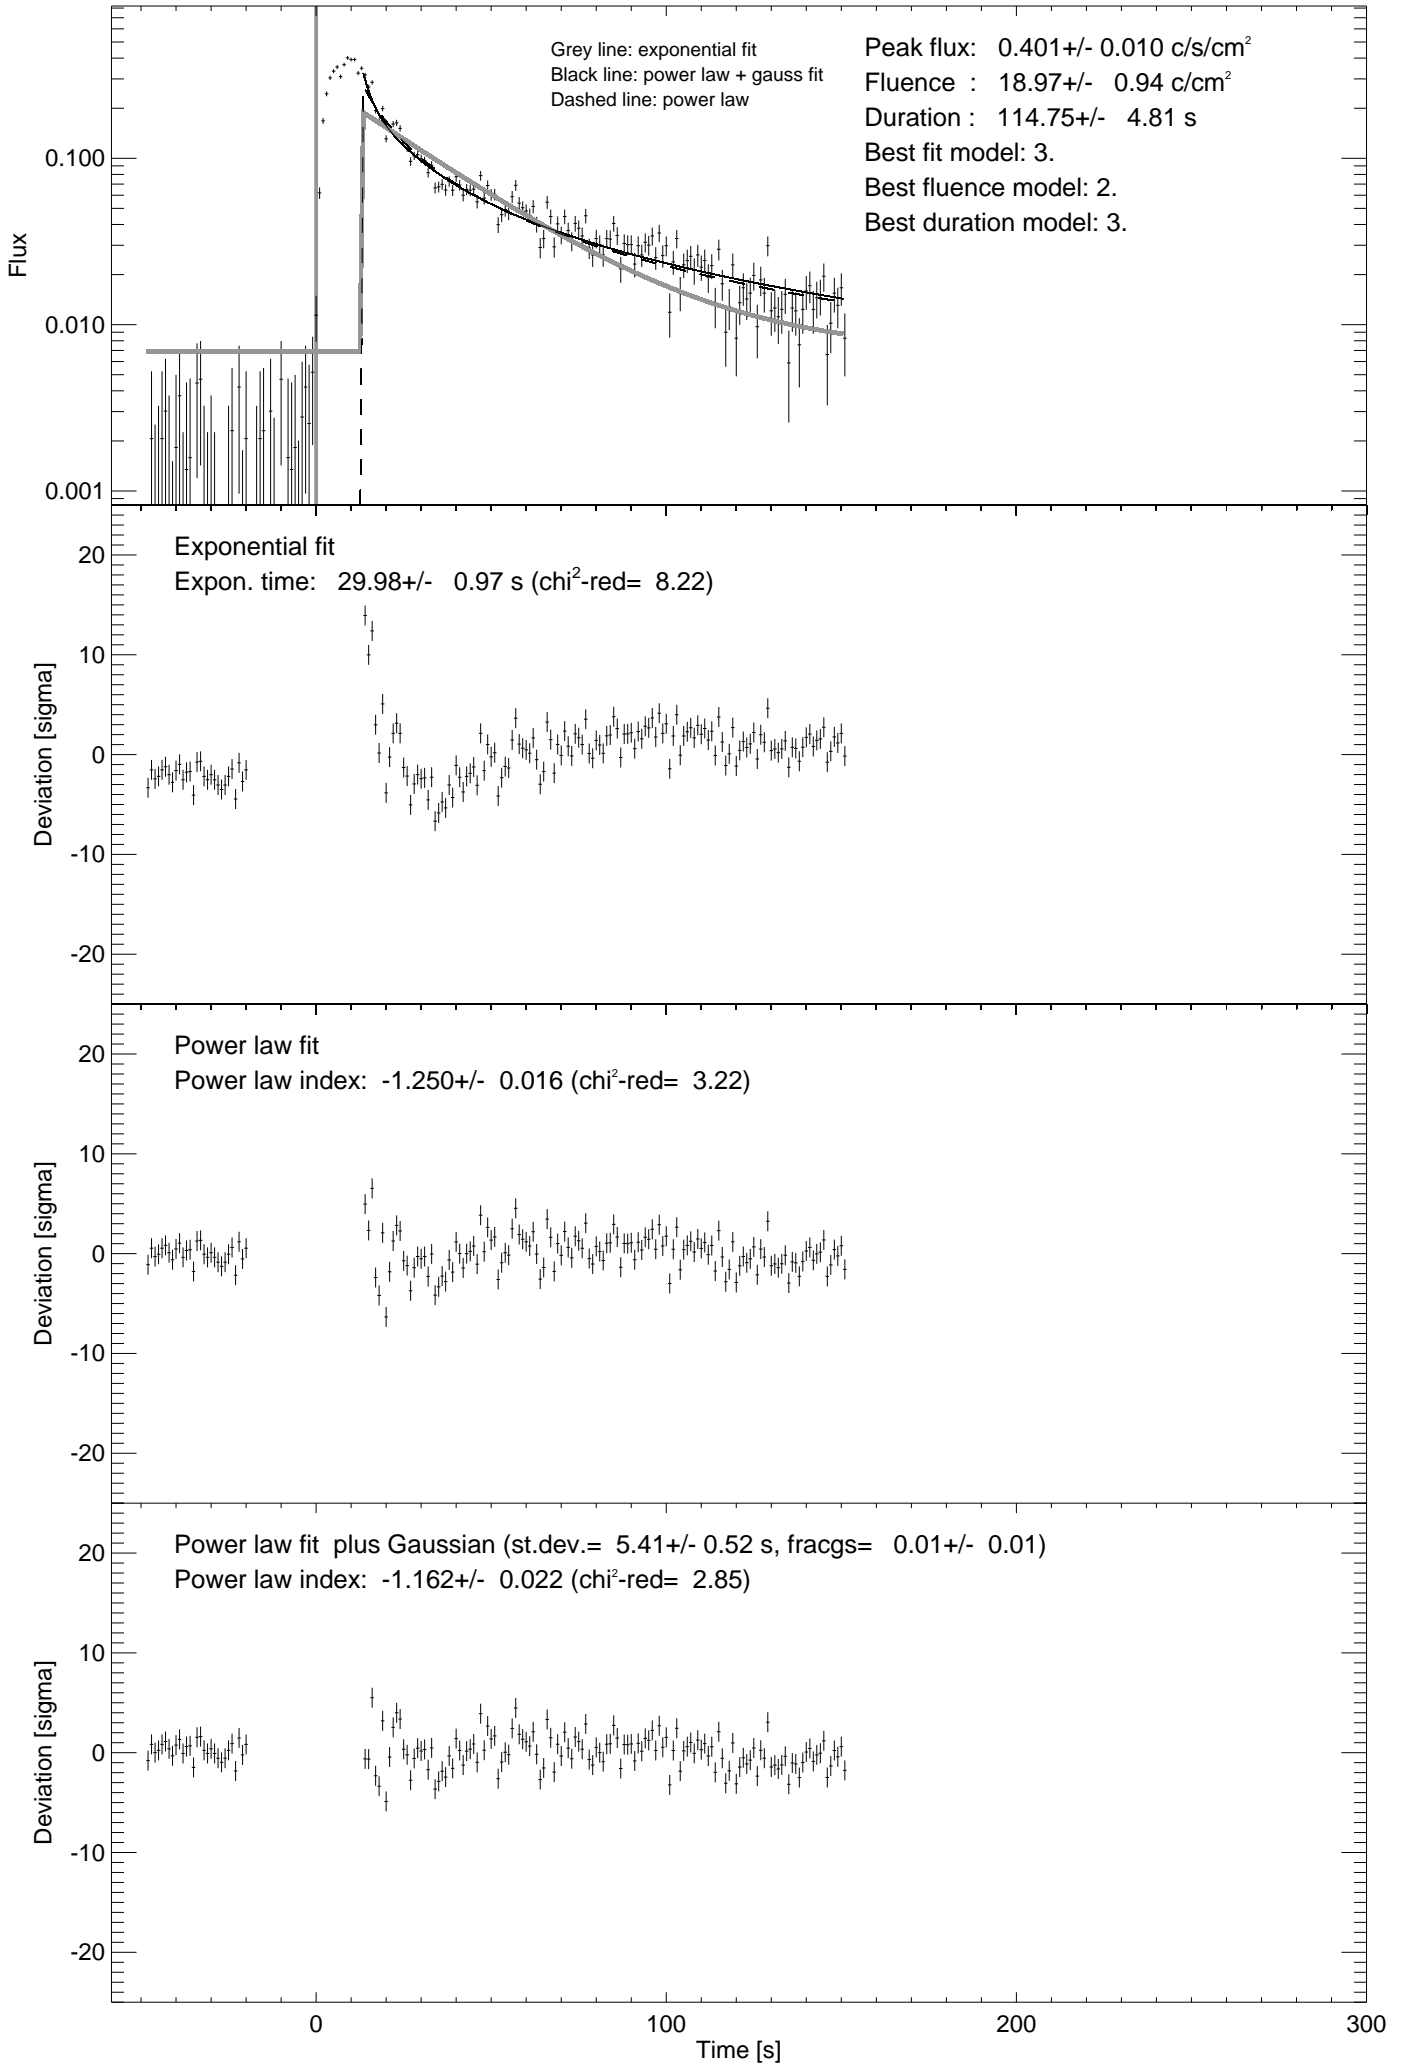 Grey line: exponential fit
Black line: power law + gauss fit
Dashed line: power law
Peak flux: 0.401+/- 0.010 c/s/cm²
Fluence : 18.97+/- 0.94 c/cm²
Duration : 114.75+/- 4.81 s
Best fit model: 3.
Best fluence model: 2.
Best duration model: 3.
Flux
0.100
0.010
0.001
Exponential fit
Expon. time: 29.98+/- 0.97 s (chi²-red= 8.22)
Deviation [sigma]
20
10
0
-10
-20
Power law fit
Power law index: -1.250+/- 0.016 (chi²-red= 3.22)
Deviation [sigma]
20
10
0
-10
-20
Power law fit plus Gaussian (st.dev.= 5.41+/- 0.52 s, fracgs= 0.01+/- 0.01)
Power law index: -1.162+/- 0.022 (chi²-red= 2.85)
Deviation [sigma]
20
10
0
-10
-20
0 100 200 300
Time [s]